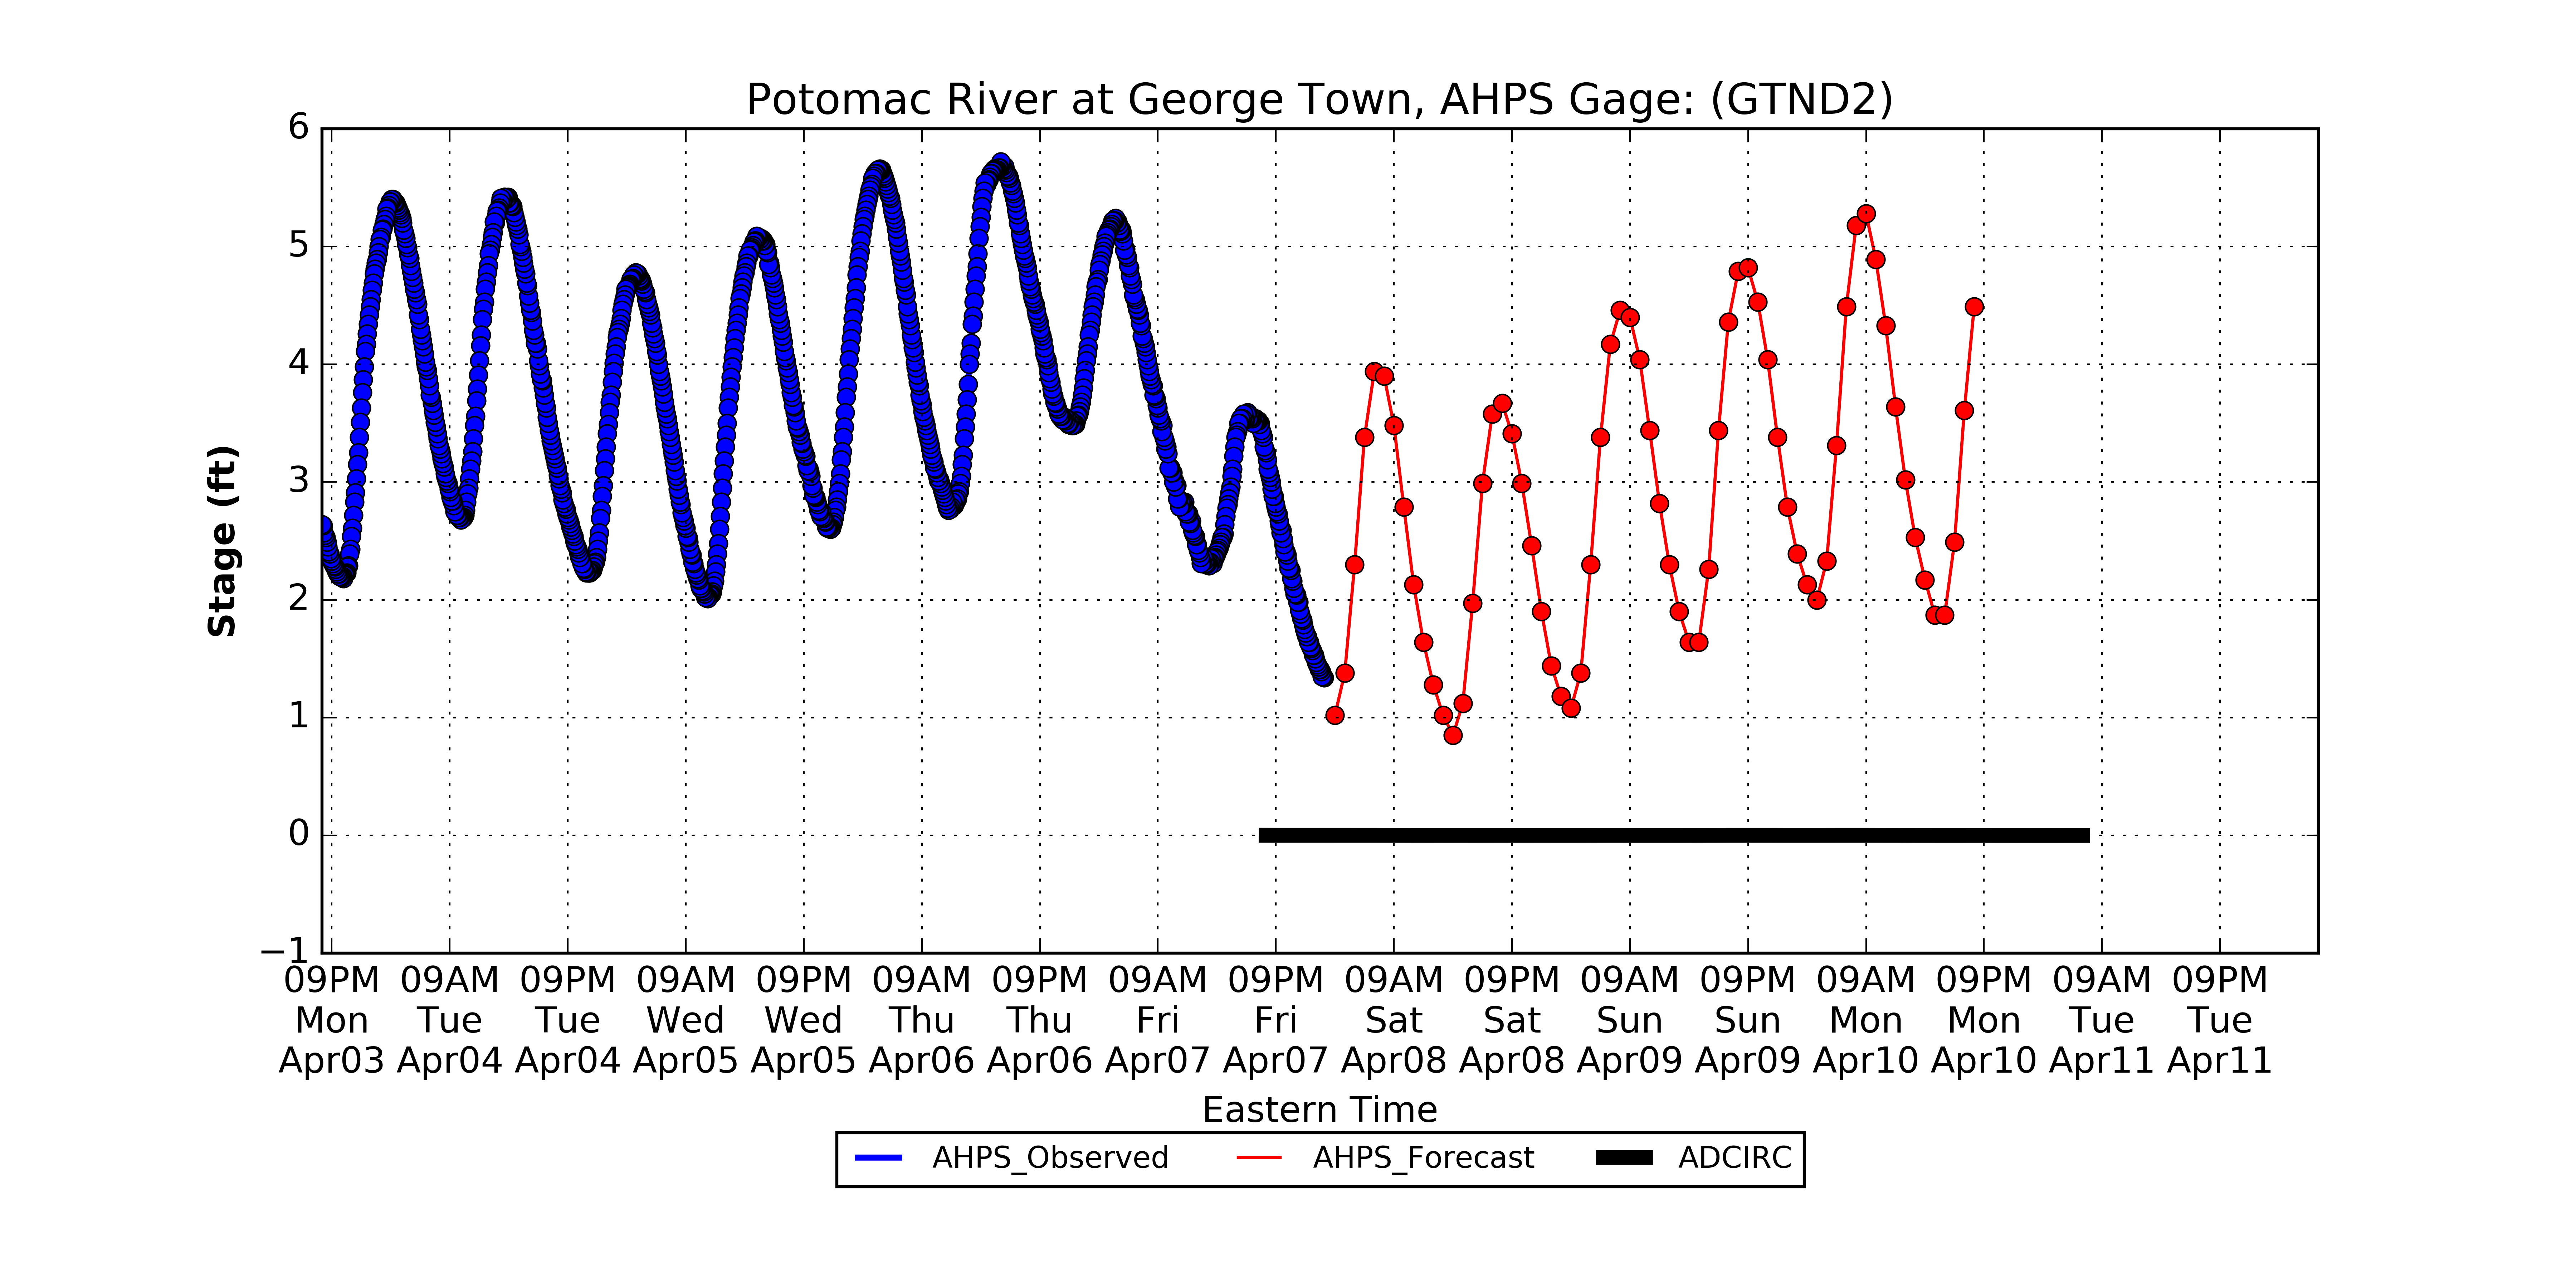 Potomac River at George Town, AHPS Gage: (GTND2)
6
5
4
3
2
1
0
−1
Stage (ft)
09PM 09AM 09PM 09AM 09PM 09AM 09PM 09AM 09PM 09AM 09PM 09AM 09PM 09AM 09PM 09AM 09PM
Mon Tue Tue Wed Wed Thu Thu Fri Fri Sat Sat Sun Sun Mon Mon Tue Tue
Apr03 Apr04 Apr04 Apr05 Apr05 Apr06 Apr06 Apr07 Apr07 Apr08 Apr08 Apr09 Apr09 Apr10 Apr10 Apr11 Apr11
Eastern Time
AHPS_Observed AHPS_Forecast ADCIRC